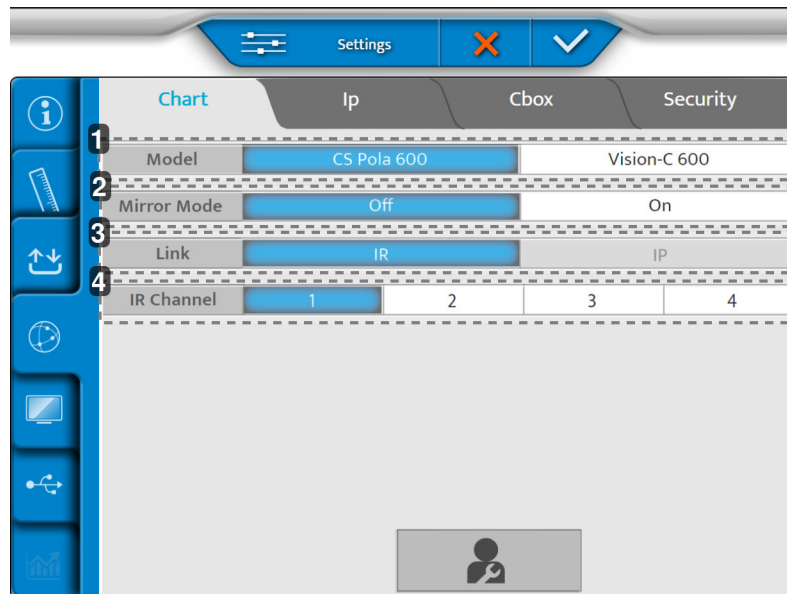 Settings
Chart Ip Cbox Security
1
Model CS Pola 600 Vision-C 600
2
Mirror Mode Off On
3
Link IR IP
4
IR Channel 1 2 3 4